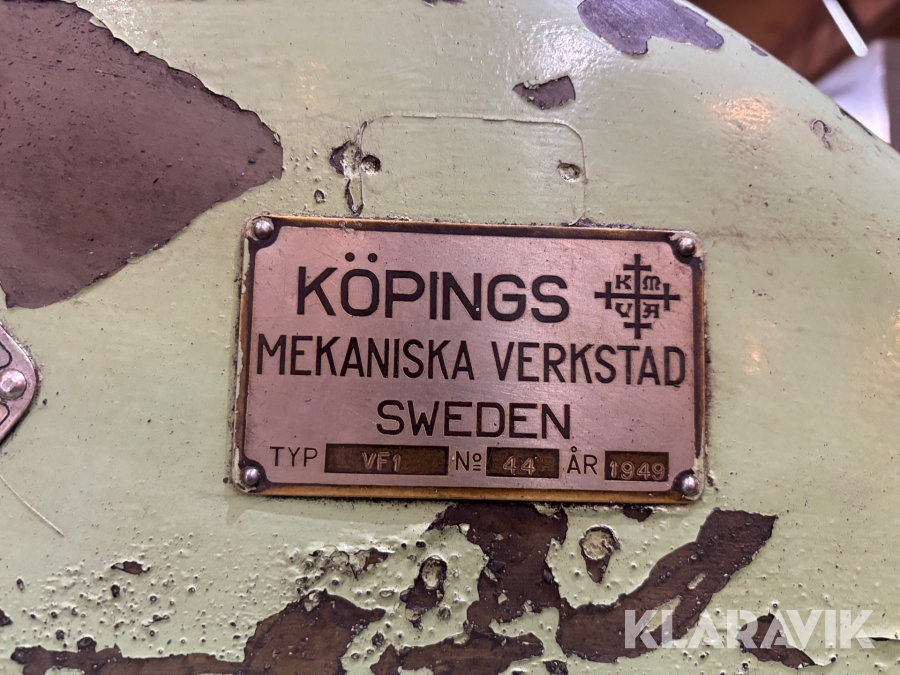 KÖPINGS
K M
V A
MEKANISKA VERKSTAD
SWEDEN
TYP VF1 No 44 ÅR 1949
KLARAVIK